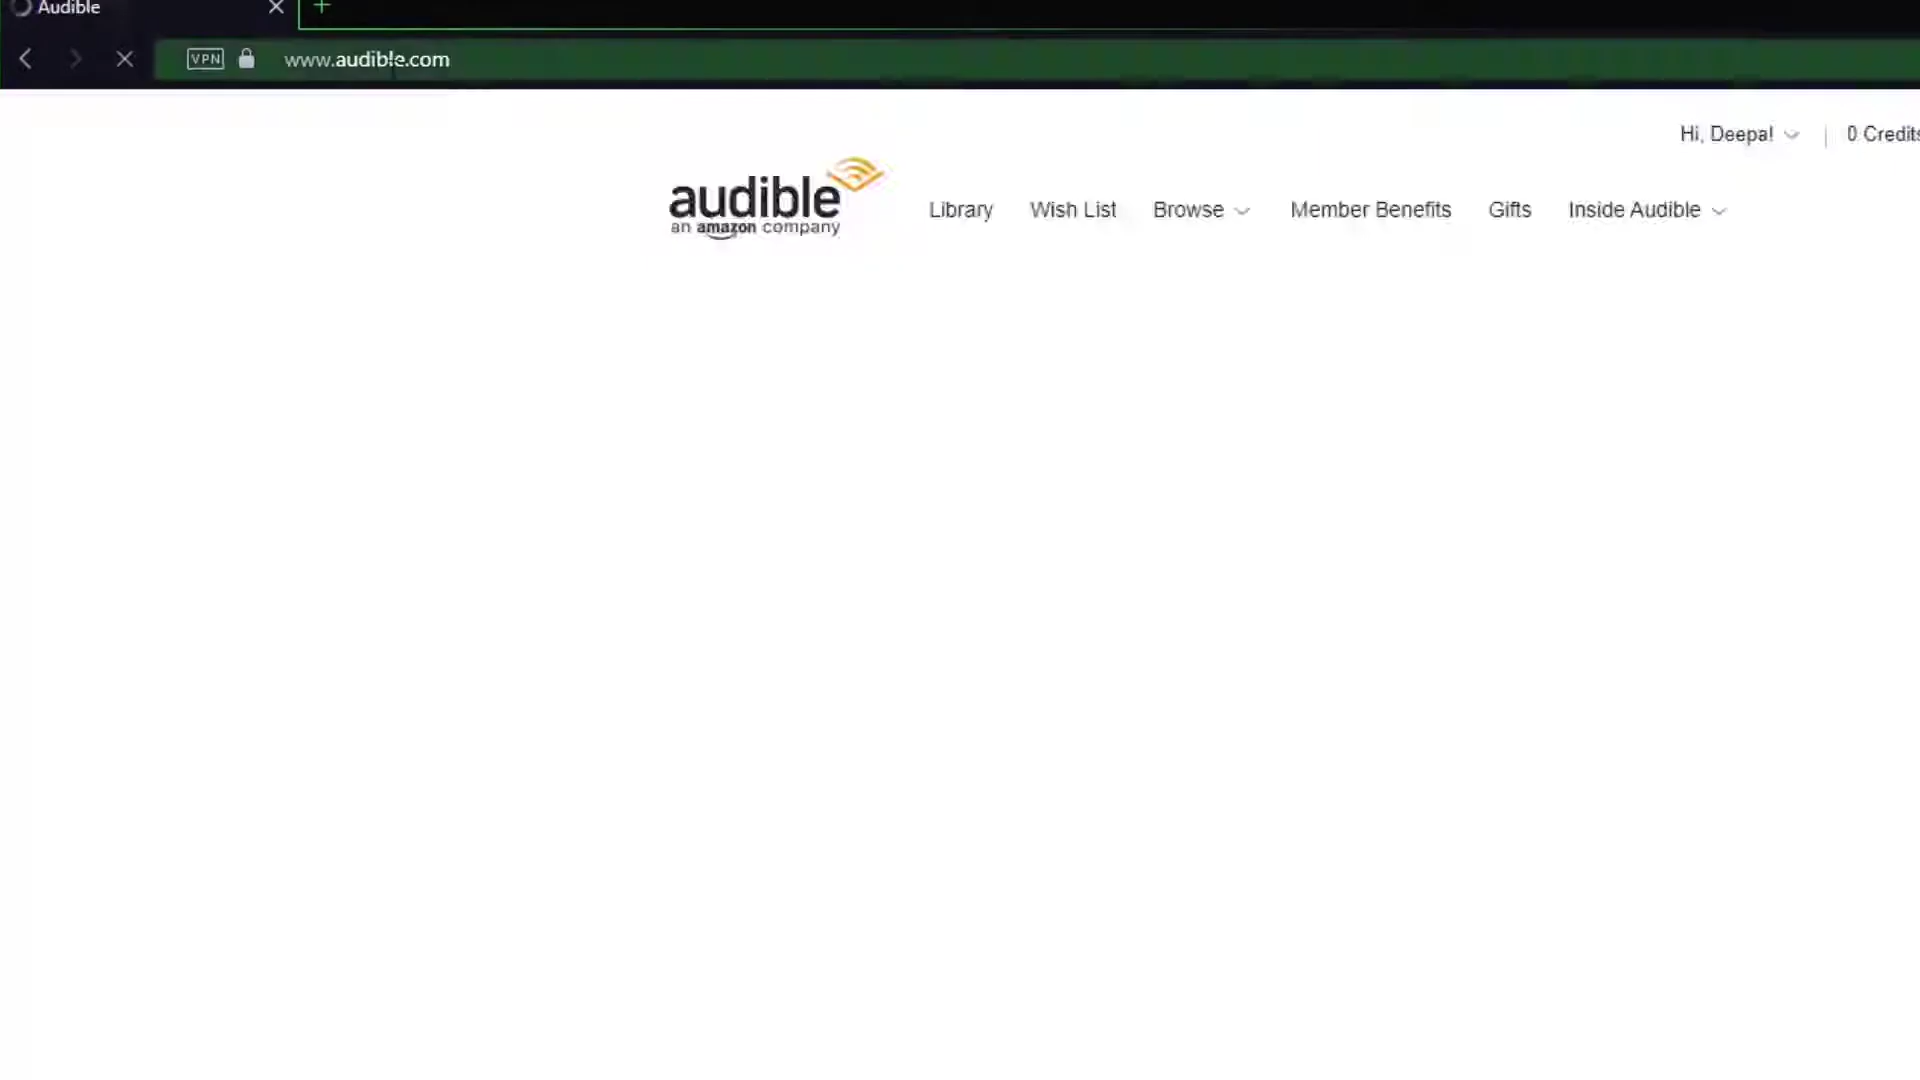 Audible
VPN www.audible.com
Hi, Deepa! 0 Credits
audible
an amazon company
Library Wish List Browse Member Benefits Gifts Inside Audible